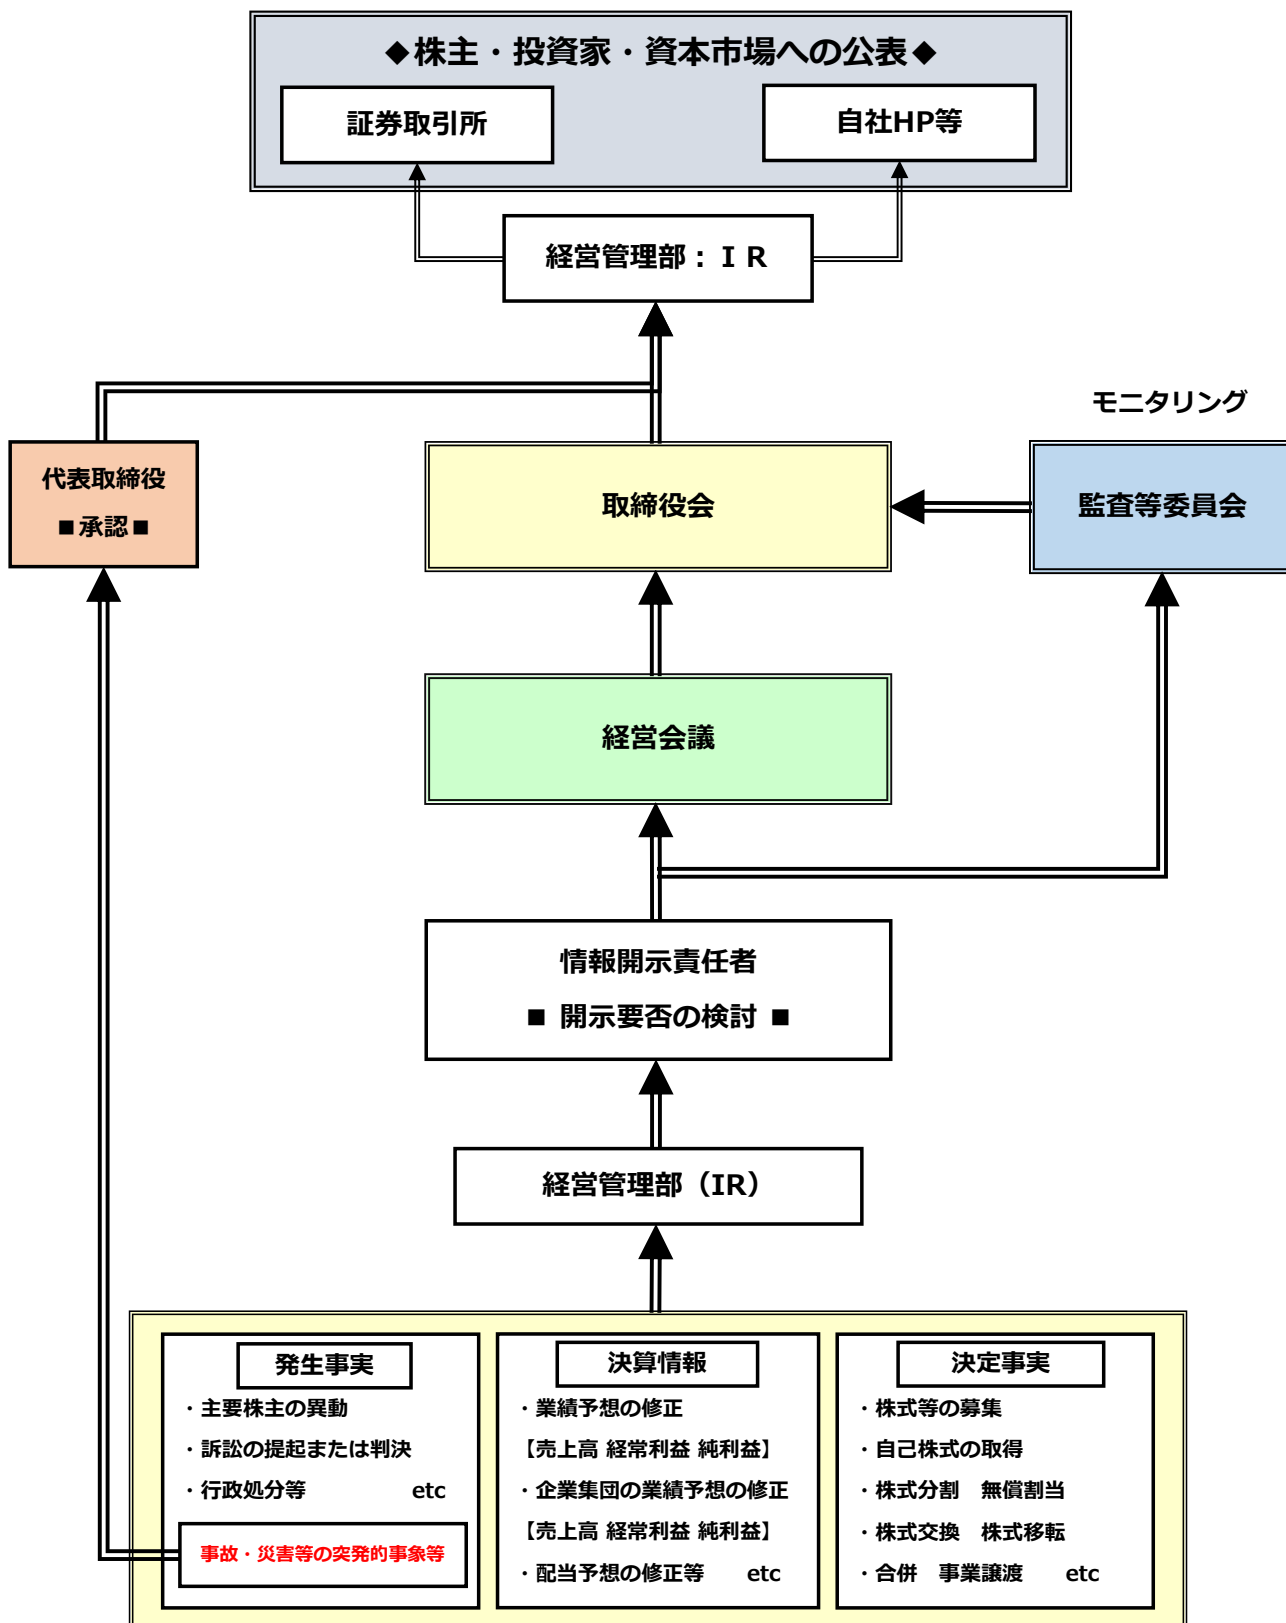 ◆株主・投資家・資本市場への公表◆
証券取引所
自社HP等
経営管理部：ＩＲ
モニタリング
代表取締役
■承認■
取締役会
監査等委員会
経営会議
情報開示責任者
■ 開示要否の検討 ■
経営管理部（IR）
発生事実
・主要株主の異動
・訴訟の提起または判決
・行政処分等 etc
事故・災害等の突発的事象等
決算情報
・業績予想の修正
【売上高 経常利益 純利益】
・企業集団の業績予想の修正
【売上高 経常利益 純利益】
・配当予想の修正等 etc
決定事実
・株式等の募集
・自己株式の取得
・株式分割　無償割当
・株式交換　株式移転
・合併　事業譲渡 etc